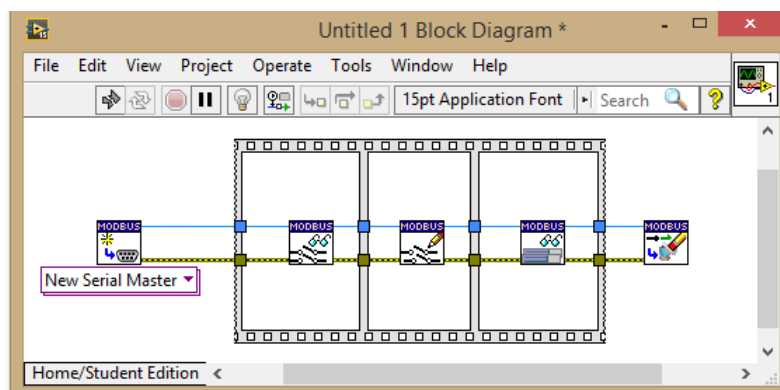 Untitled 1 Block Diagram *
File Edit View Project Operate Tools Window Help
15pt Application Font Search ?
1
MODBUS MODBUS MODBUS MODBUS MODBUS
New Serial Master
Home/Student Edition